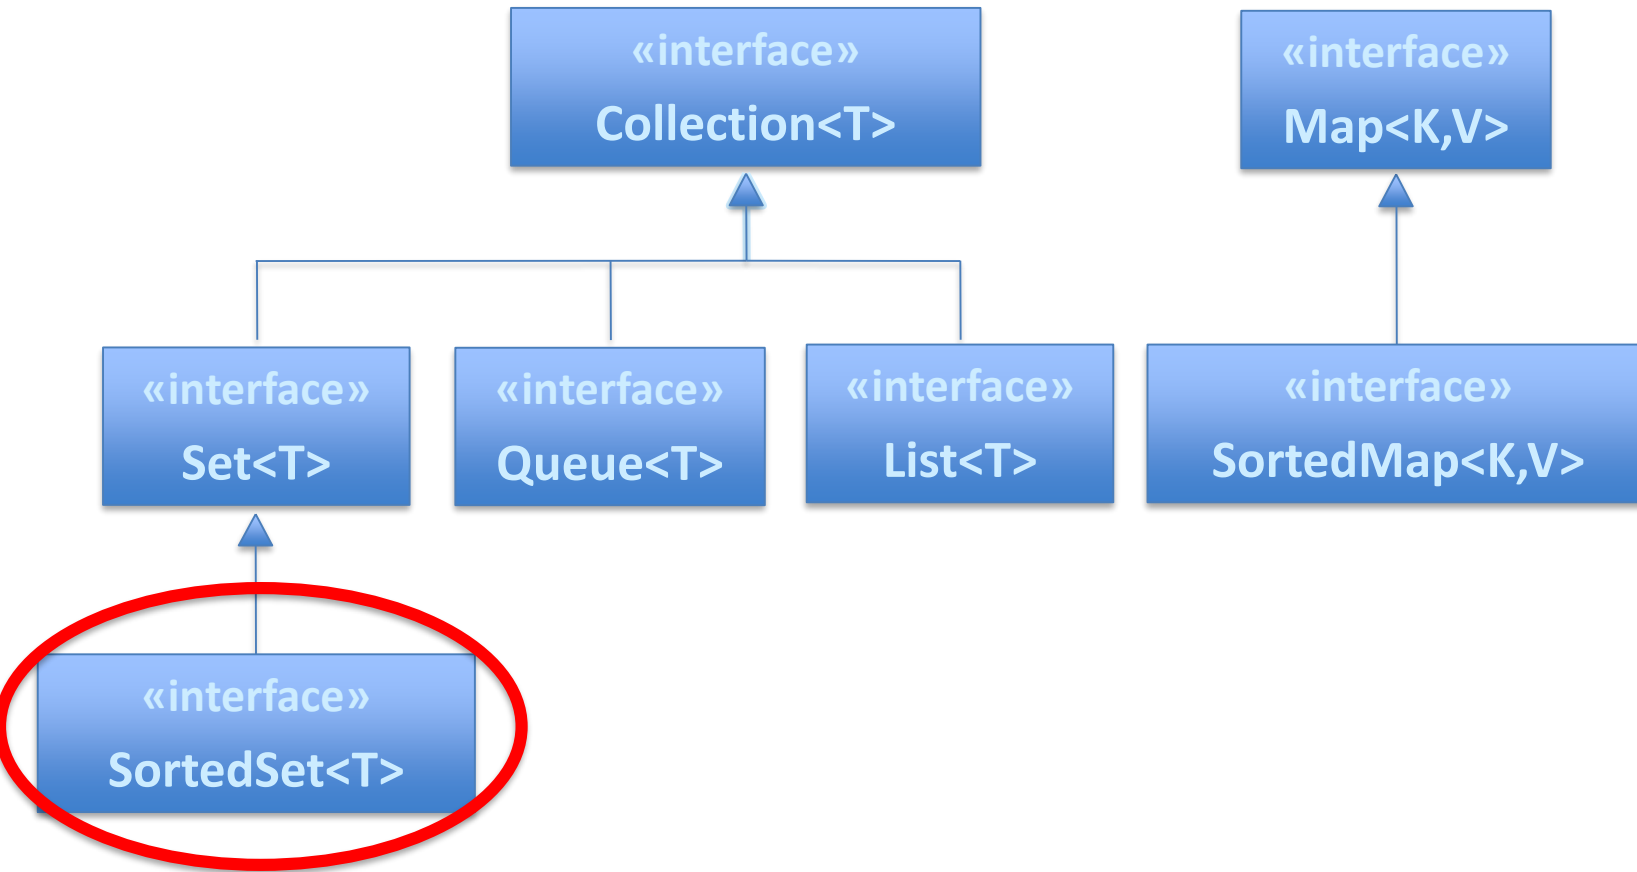 «interface»
Collection<T>
«interface»
Map<K,V>
«interface»
Set<T>
«interface»
Queue<T>
«interface»
List<T>
«interface»
SortedMap<K,V>
«interface»
SortedSet<T>